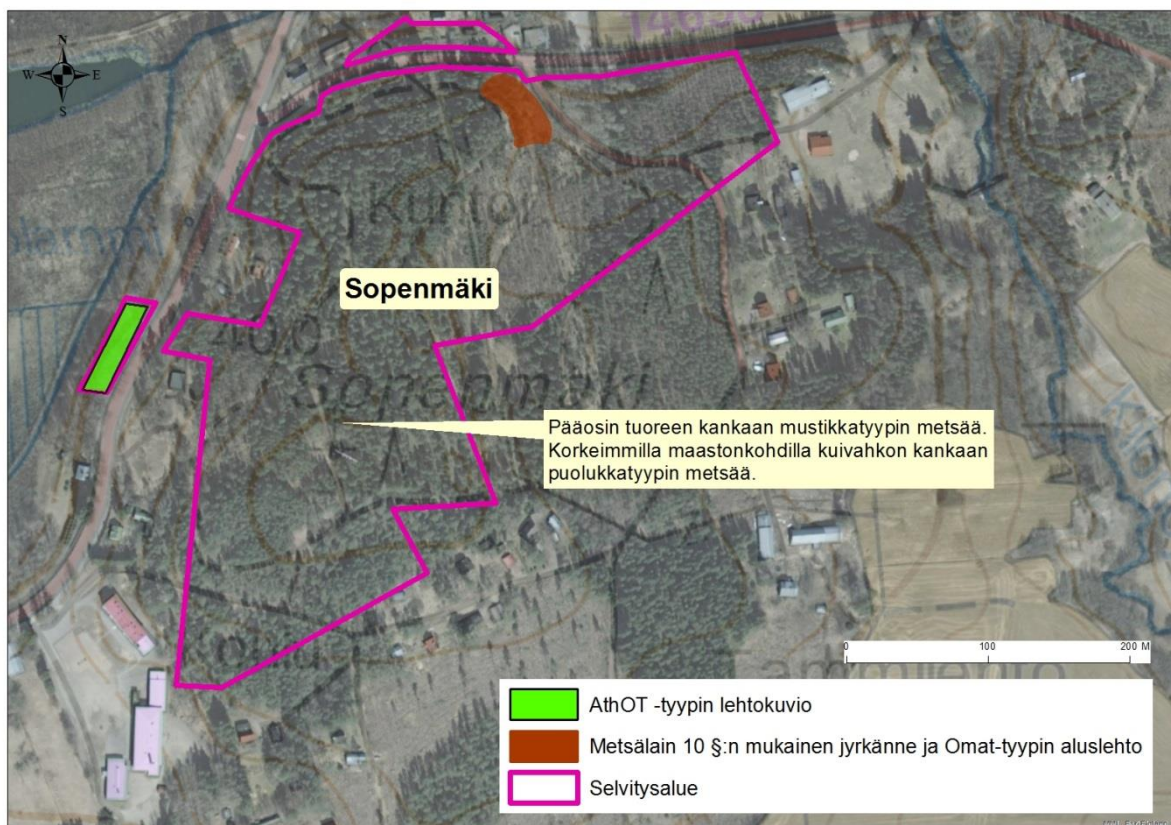 N
W E
S
Sopenmäki
Sopenmäki
Pääosin tuoreen kankaan mustikkatyypin metsää.
Korkeimmilla maastonkohdilla kuivahkon kankaan
puolukkatyypin metsää.
0 100 200 M
AthOT -tyypin lehtokuvio
Metsälain 10 §:n mukainen jyrkänne ja Omat-tyypin aluslehto
Selvitysalue